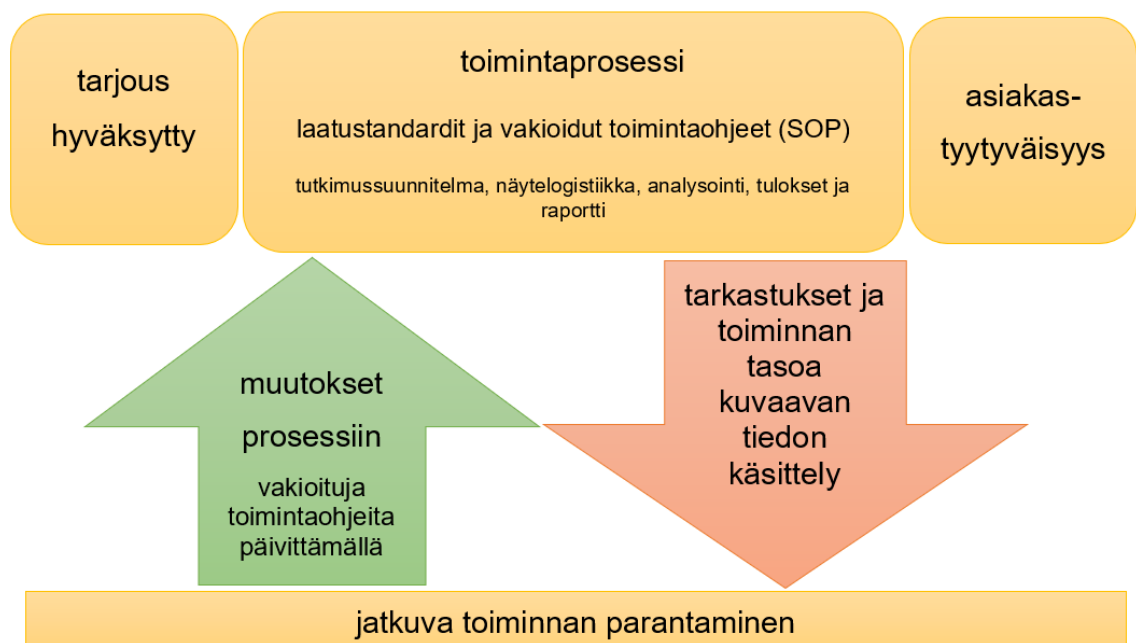 tarjous
hyväksytty
toimintaprosessi
laatustandardit ja vakioidut toimintaohjeet (SOP)
tutkimussuunnitelma, näytelogistiikka, analysointi, tulokset ja
raportti
asiakas-
tyytyväisyys
muutokset
prosessiin
vakioituja
toimintaohjeita
päivittämällä
tarkastukset ja
toiminnan
tasoa
kuvaavan
tiedon
käsittely
jatkuva toiminnan parantaminen